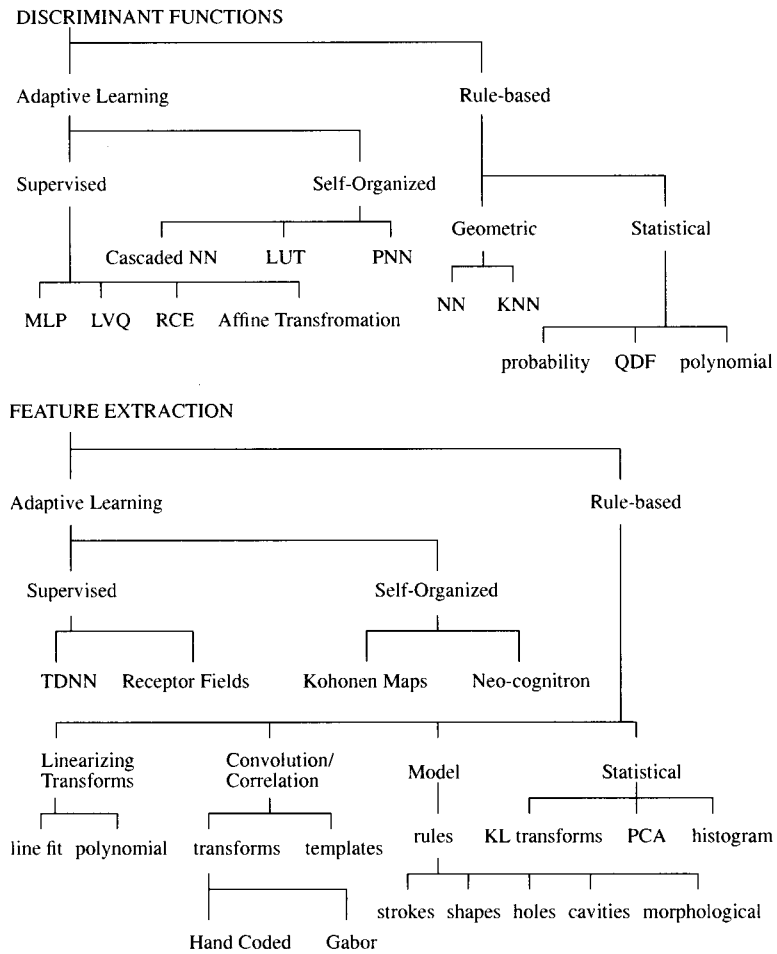 DISCRIMINANT FUNCTIONS
Adaptive Learning Rule-based
Supervised Self-Organized
Geometric Statistical
Cascaded NN LUT PNN
NN KNN
MLP LVQ RCE Affine Transfromation
probability QDF polynomial
FEATURE EXTRACTION
Adaptive Learning Rule-based
Supervised Self-Organized
TDNN Receptor Fields Kohonen Maps Neo-cognitron
Linearizing Convolution/
Transforms Correlation Model Statistical
line fit polynomial transforms templates rules KL transforms PCA histogram
strokes shapes holes cavities morphological
Hand Coded Gabor